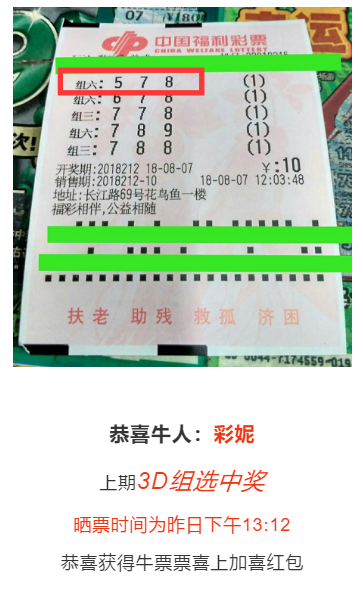 中国福利彩票
CHINA WELFARE LOTTERY
组六: 5 7 8 (1)
组六: 6 7 8 (1)
组三: 7 7 8 (1)
组六: 7 8 9 (1)
组三: 7 8 8 (1)
开奖期:2018212 18-08-07 ￥:10
销售期:2018212-10 18-08-07 12:03:48
地址:长江路69号花鸟鱼一楼
福彩相伴,公益相随
扶老 助残 救孤 济困
恭喜牛人：彩妮
上期3D组选中奖
晒票时间为昨日下午13:12
恭喜获得牛票票喜上加喜红包